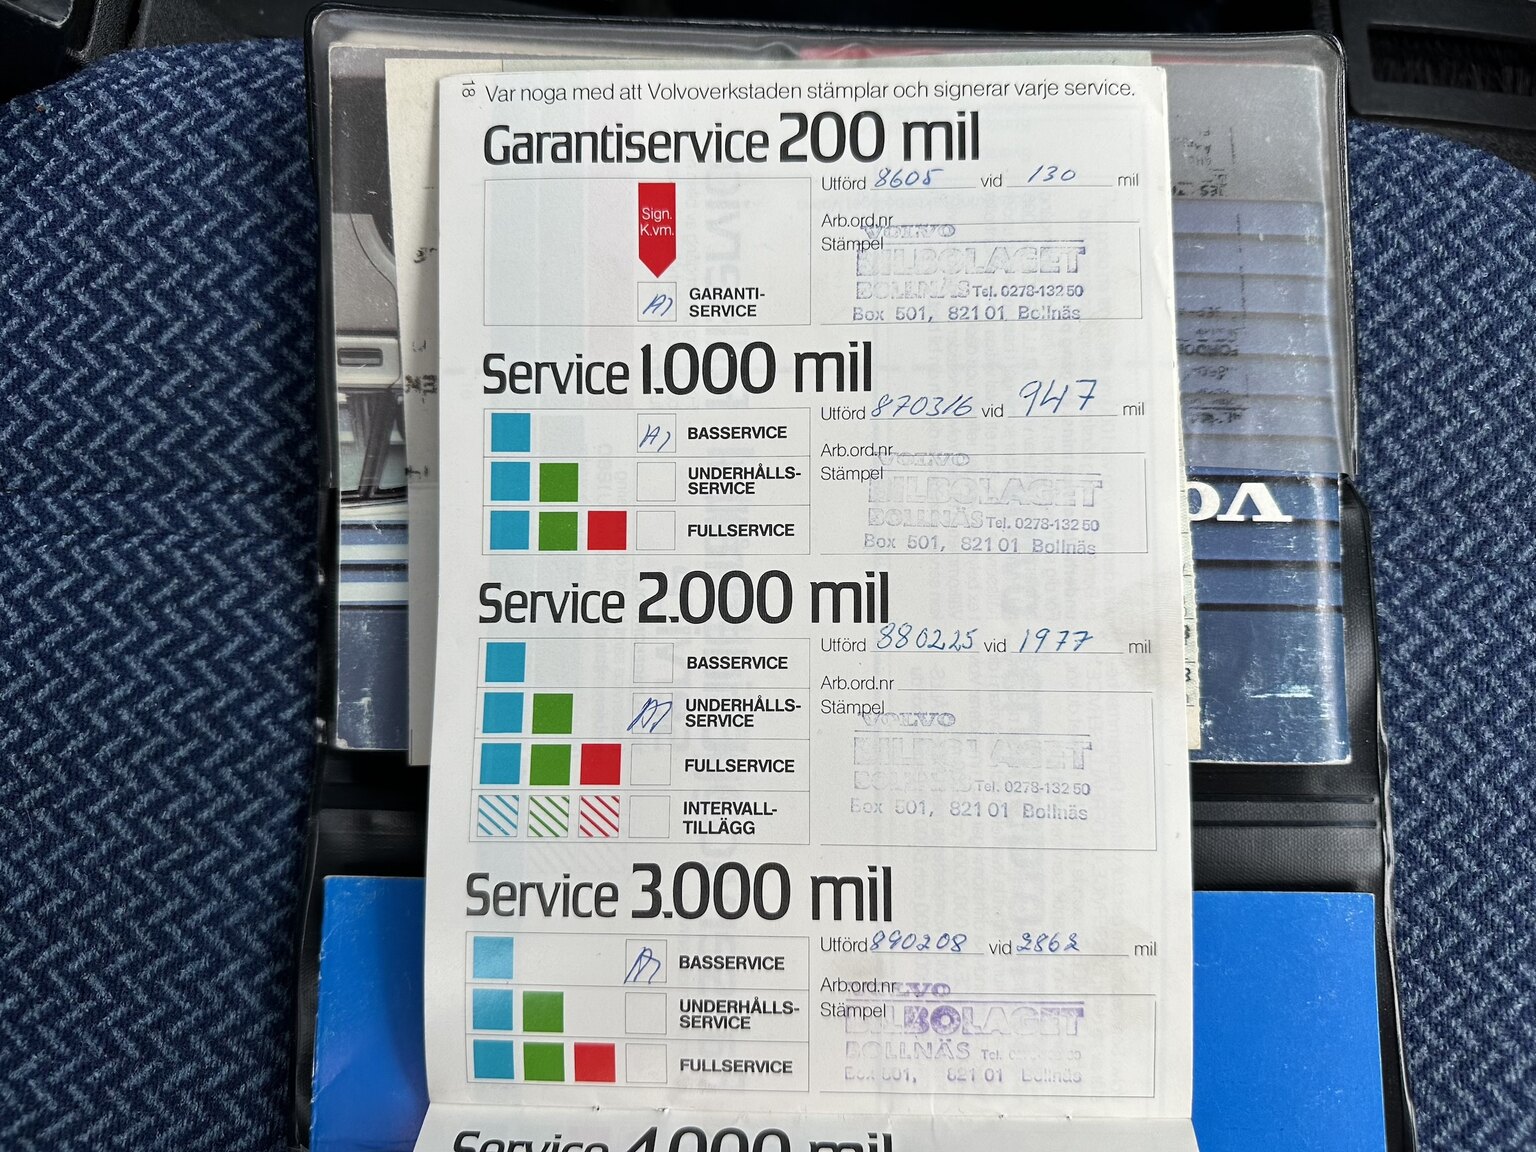 18
Var noga med att Volvoverkstaden stämplar och signerar varje service.
Garantiservice 200 mil
Utförd 8605 vid 130 mil
Sign.
K.vm.
Arb.ord.nr
Stämpel
VOLVO
BILBOLAGET
BOLLNÄS Tel. 0278-132 50
Box 501, 821 01 Bollnäs
GARANTI-
SERVICE
Service 1.000 mil
Utförd 870316 vid 947 mil
BASSERVICE
Arb.ord.nr
Stämpel
VOLVO
BILBOLAGET
BOLLNÄS Tel. 0278-132 50
Box 501, 821 01 Bollnäs
UNDERHÅLLS-
SERVICE
FULLSERVICE
Service 2.000 mil
Utförd 880225 vid 1977 mil
BASSERVICE
Arb.ord.nr
Stämpel
VOLVO
BILBOLAGET
BOLLNÄS Tel. 0278-132 50
Box 501, 821 01 Bollnäs
UNDERHÅLLS-
SERVICE
FULLSERVICE
INTERVALL-
TILLÄGG
Service 3.000 mil
Utförd 890208 vid 2862 mil
BASSERVICE
Arb.ord.nr
Stämpel
VOLVO
BILBOLAGET
BOLLNÄS Tel.
Box 501, 821 01 Bollnäs
UNDERHÅLLS-
SERVICE
FULLSERVICE
Service 4.000 mil